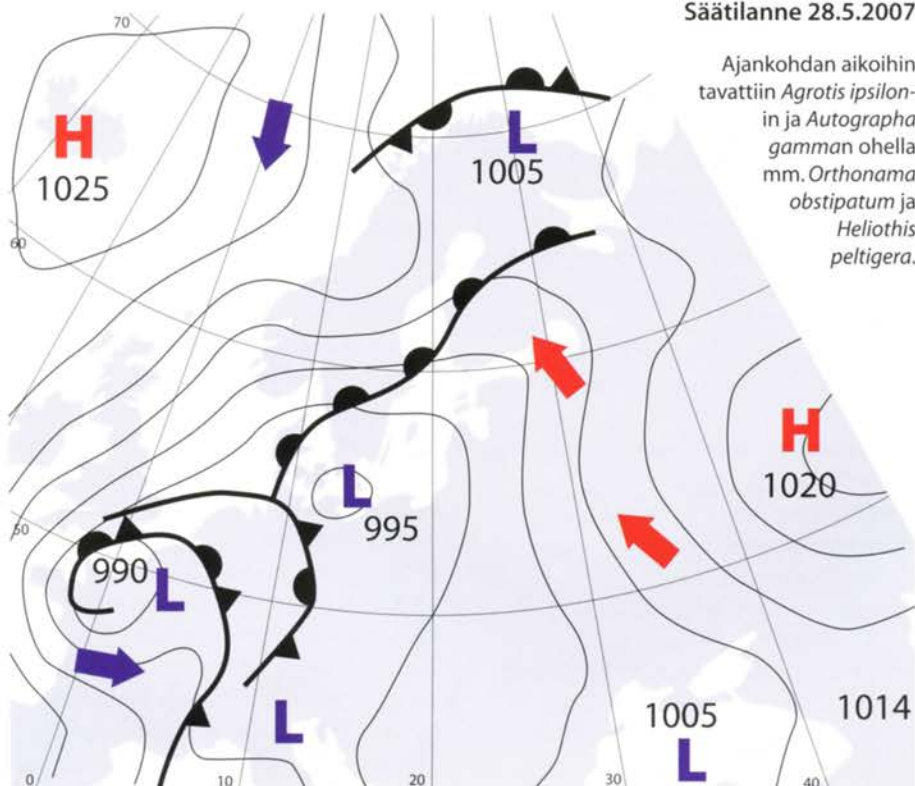 Säätilanne 28.5.2007
Ajankohdan aikoihin
tavattiin Agrotis ipsilon-
in ja Autographa
gamman ohella
mm. Orthonama
obstipatum ja
Heliothis
peltigera.
70
H
1025
L
1005
60
H
1020
L
995
50
990
L
L
1005
L
1014
0
10
20
30
40